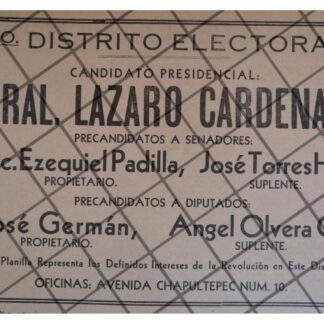 o. DISTRITO ELECTORA
CANDIDATO PRESIDENCIAL:
RAL. LAZARO CARDENA
PRECANDIDATOS A SENADORES:
c. Ezequiel Padilla, José Torres H
PROPIETARIO. SUPLENTE.
PRECANDIDATOS A DIPUTADOS:
osé Germán, Angel Olvera G
PROPIETARIO. SUPLENTE.
Planilla Representa los Definidos Intereses de la Revolución en Este Dis
OFICINAS: AVENIDA CHAPULTEPEC NUM. 10.